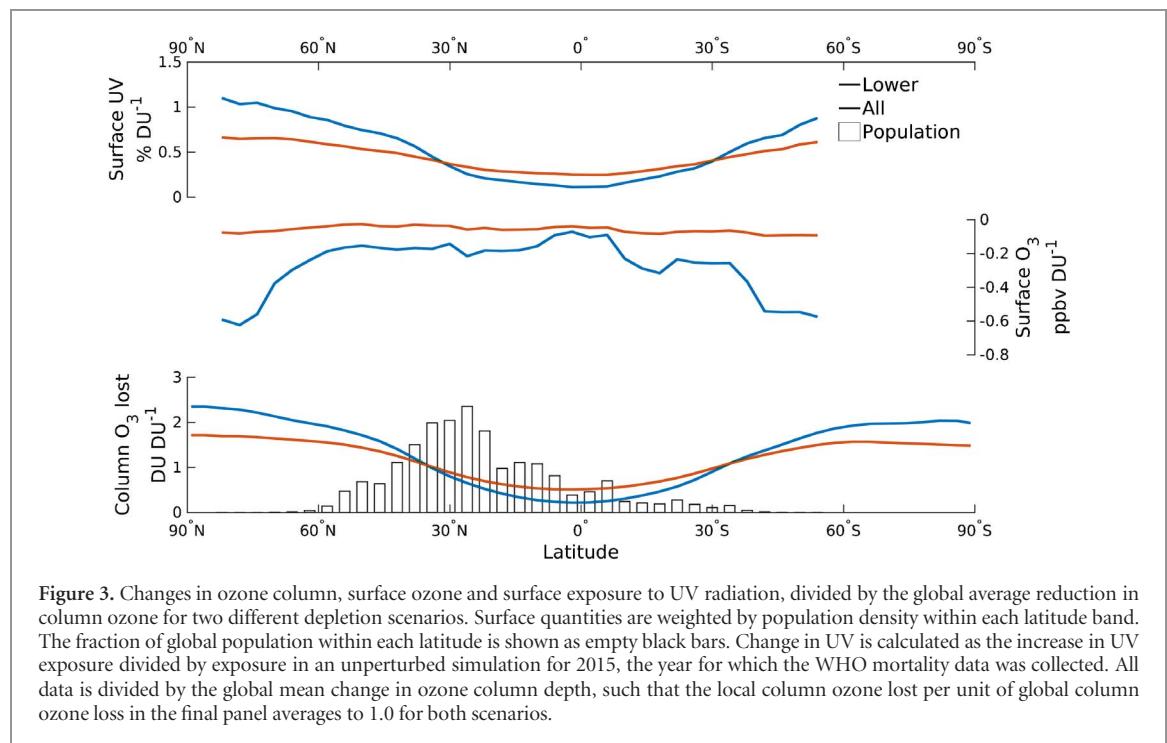 90°N 60°N 30°N 0° 30°S 60°S 90°S
1.5
1
0.5
0
Surface UV
% DU-1
Lower
All
Population
0
-0.2
-0.4
-0.6
-0.8
Surface O3
ppbv DU-1
3
2
1
0
Column O3 lost
DU DU-1
90°N 60°N 30°N 0° 30°S 60°S 90°S
Latitude
Figure 3. Changes in ozone column, surface ozone and surface exposure to UV radiation, divided by the global average reduction in
column ozone for two different depletion scenarios. Surface quantities are weighted by population density within each latitude band.
The fraction of global population within each latitude is shown as empty black bars. Change in UV is calculated as the increase in UV
exposure divided by exposure in an unperturbed simulation for 2015, the year for which the WHO mortality data was collected. All
data is divided by the global mean change in ozone column depth, such that the local column ozone lost per unit of global column
ozone loss in the final panel averages to 1.0 for both scenarios.